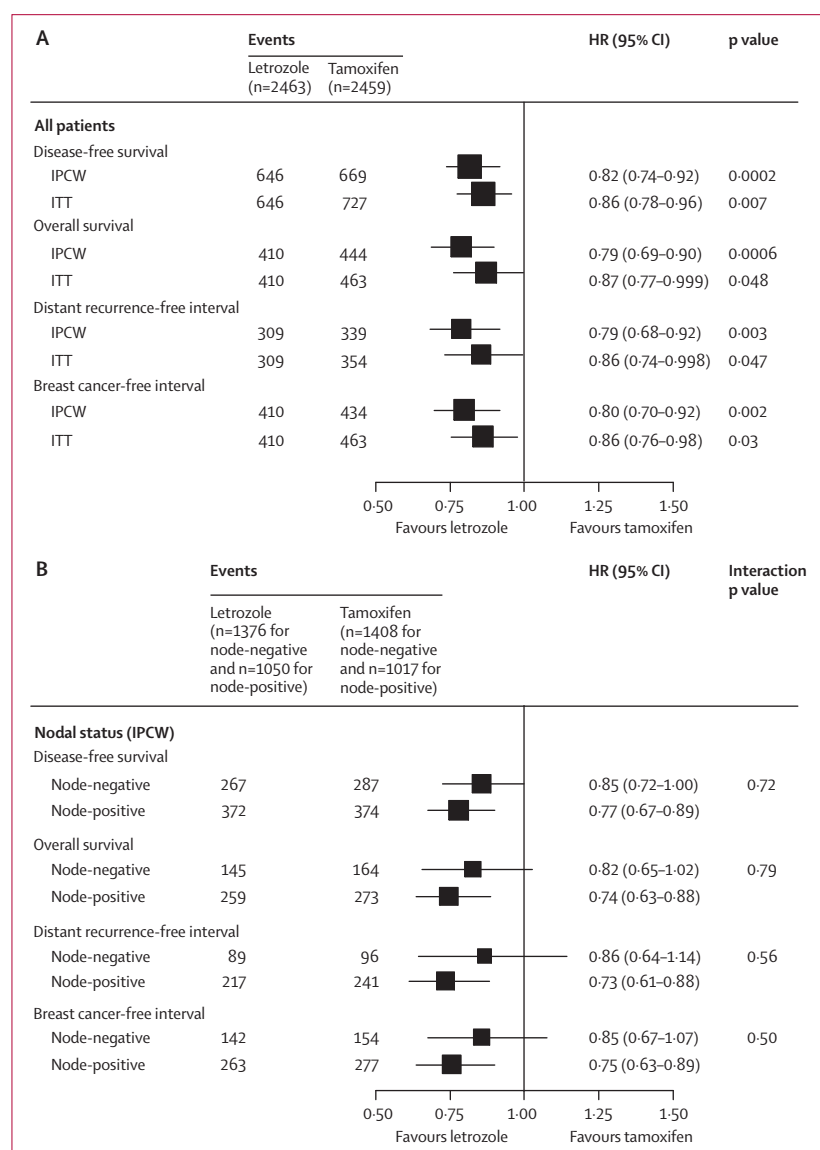 A
Events
HR (95% CI)
p value
Letrozole
(n=2463)
Tamoxifen
(n=2459)
All patients
Disease-free survival
IPCW 646 669 0·82 (0·74–0·92) 0·0002
ITT 646 727 0·86 (0·78–0·96) 0·007
Overall survival
IPCW 410 444 0·79 (0·69–0·90) 0·0006
ITT 410 463 0·87 (0·77–0·999) 0·048
Distant recurrence-free interval
IPCW 309 339 0·79 (0·68–0·92) 0·003
ITT 309 354 0·86 (0·74–0·998) 0·047
Breast cancer-free interval
IPCW 410 434 0·80 (0·70–0·92) 0·002
ITT 410 463 0·86 (0·76–0·98) 0·03
0·50 0·75 1·00 1·25 1·50
Favours letrozole Favours tamoxifen
B
Events
HR (95% CI)
Interaction
p value
Letrozole
(n=1376 for
node-negative
and n=1050 for
node-positive)
Tamoxifen
(n=1408 for
node-negative
and n=1017 for
node-positive)
Nodal status (IPCW)
Disease-free survival
Node-negative 267 287 0·85 (0·72–1·00) 0·72
Node-positive 372 374 0·77 (0·67–0·89)
Overall survival
Node-negative 145 164 0·82 (0·65–1·02) 0·79
Node-positive 259 273 0·74 (0·63–0·88)
Distant recurrence-free interval
Node-negative 89 96 0·86 (0·64–1·14) 0·56
Node-positive 217 241 0·73 (0·61–0·88)
Breast cancer-free interval
Node-negative 142 154 0·85 (0·67–1·07) 0·50
Node-positive 263 277 0·75 (0·63–0·89)
0·50 0·75 1·00 1·25 1·50
Favours letrozole Favours tamoxifen